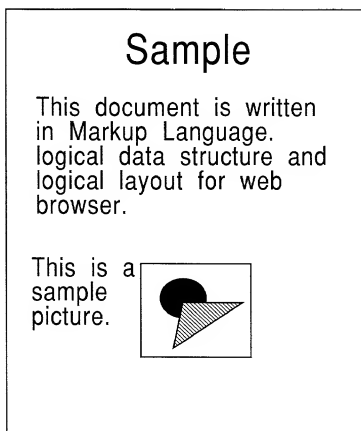 Sample
This document is written
in Markup Language.
logical data structure and
logical layout for web
browser.
This is a
sample
picture.